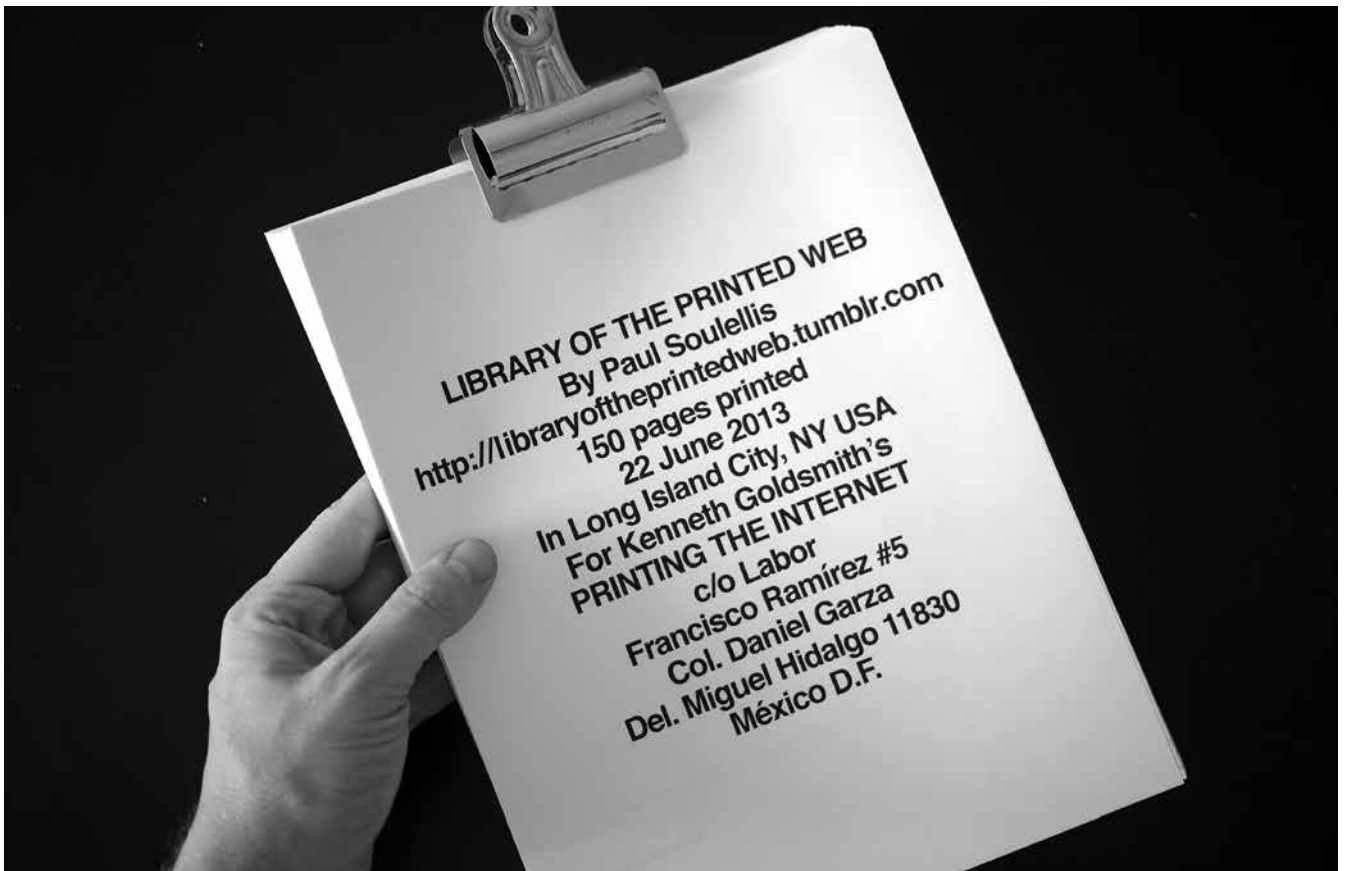 LIBRARY OF THE PRINTED WEB
By Paul Soulellis
http://libraryoftheprintedweb.tumblr.com
150 pages printed
22 June 2013
In Long Island City, NY USA
For Kenneth Goldsmith's
PRINTING THE INTERNET
c/o Labor
Francisco Ramírez #5
Col. Daniel Garza
Del. Miguel Hidalgo 11830
México D.F.